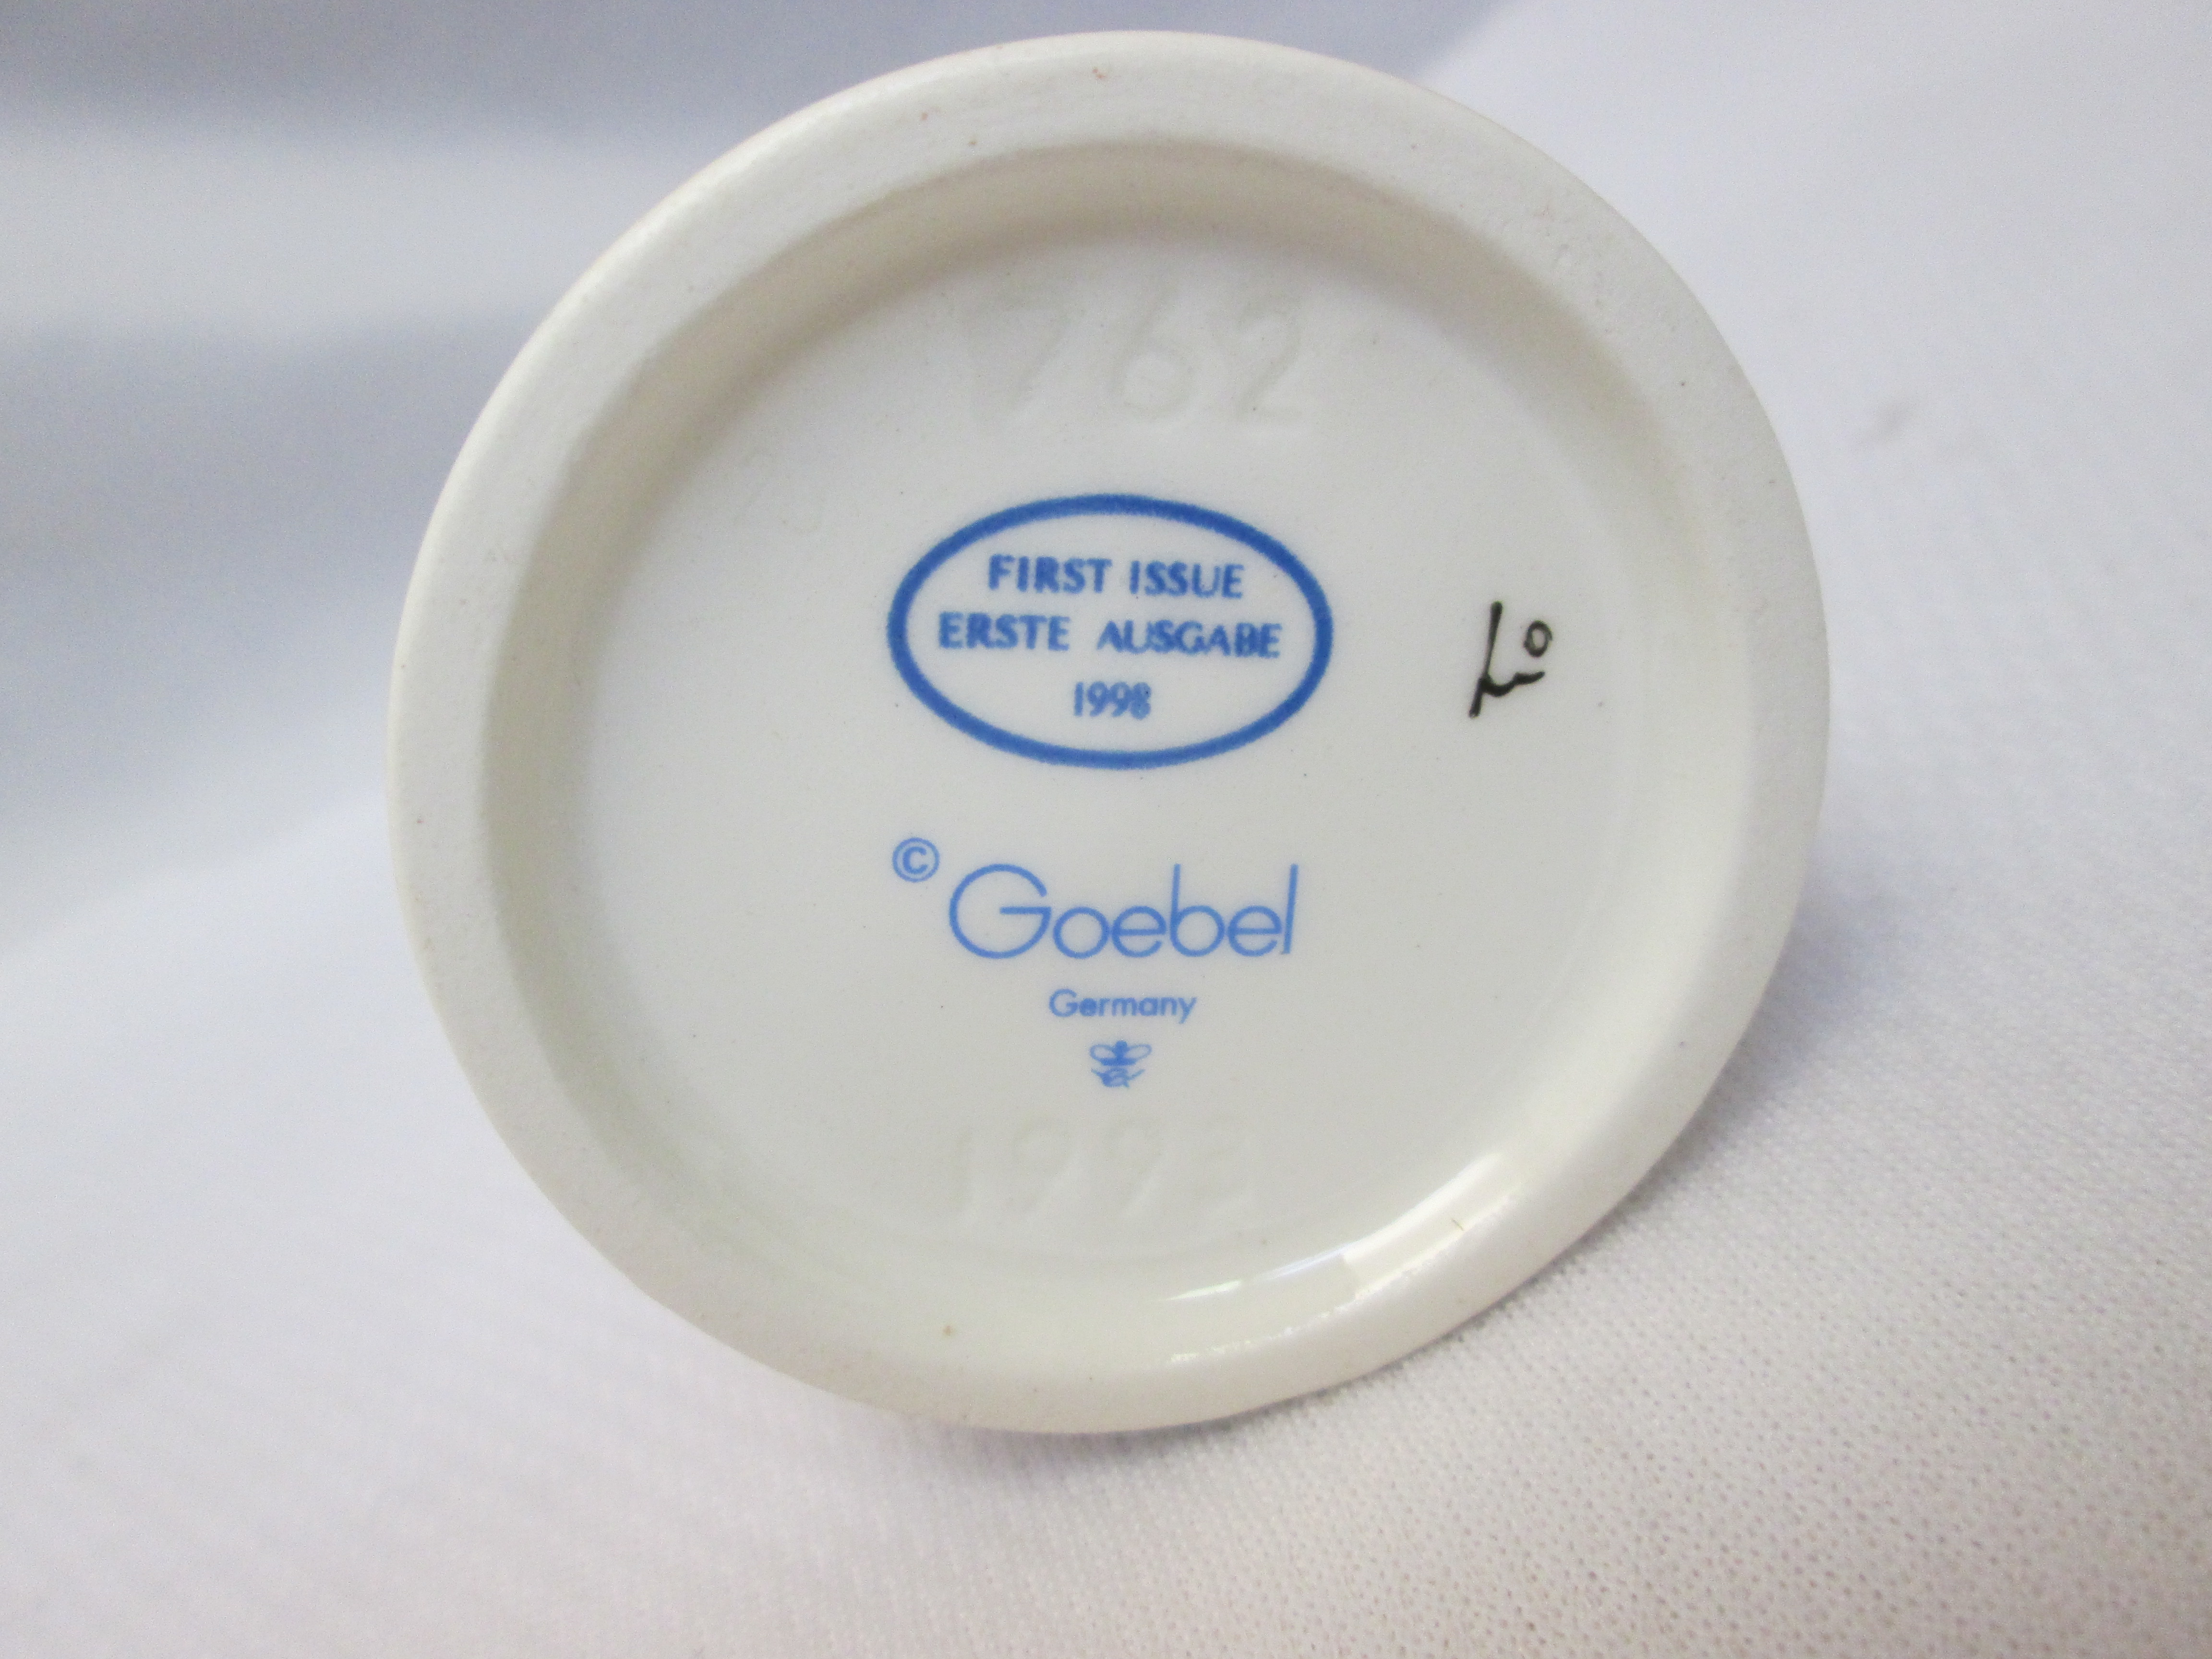 762
FIRST ISSUE
ERSTE AUSGABE
1998
© Goebel
Germany